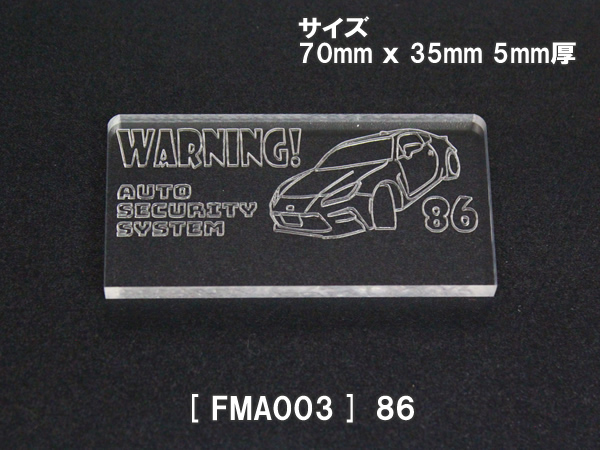 サイズ
70mm x 35mm 5mm厚
WARNING!
AUTO
SECURITY
SYSTEM
86
[ FMA003 ] 86